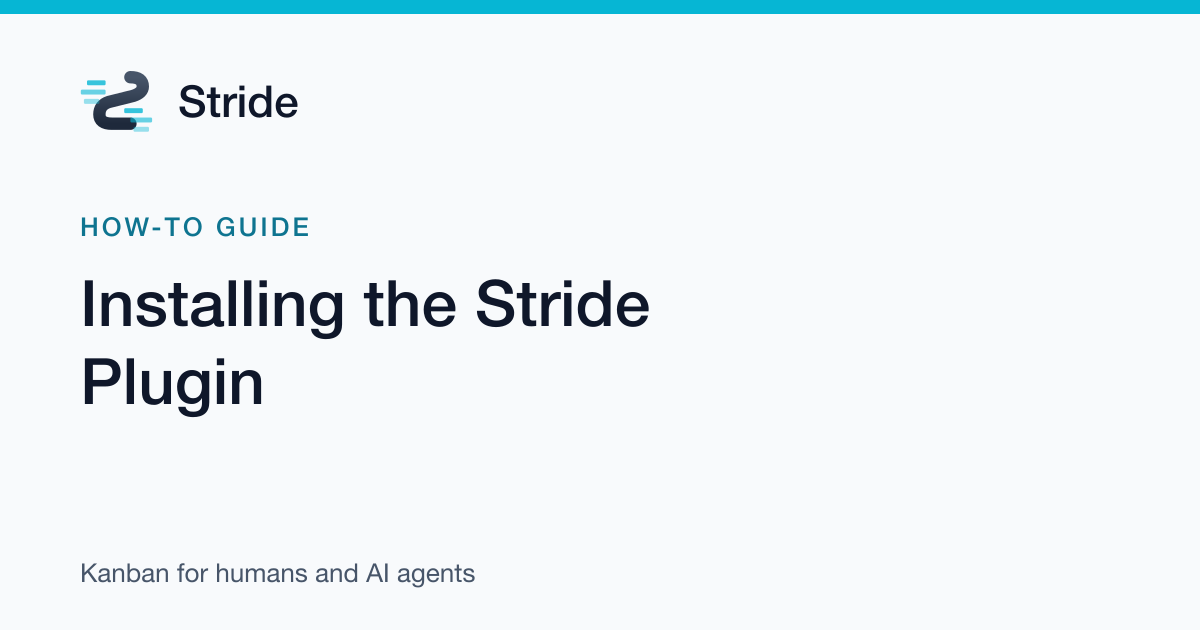 Stride
HOW-TO GUIDE
Installing the Stride
Plugin
Kanban for humans and AI agents